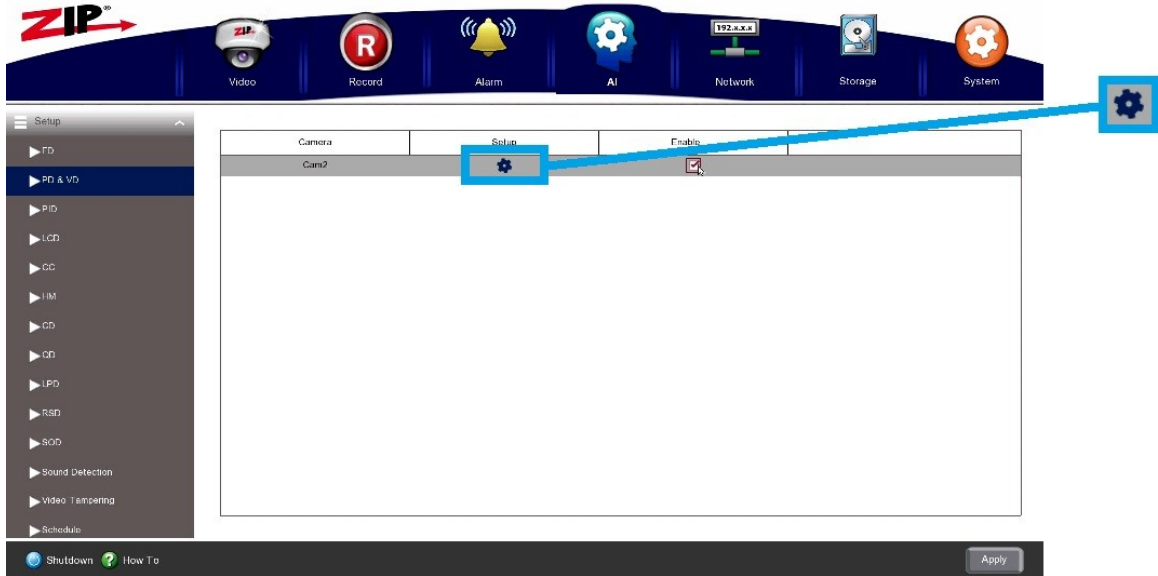 ZIP®
ZIP
R
192.x.x.x
Video Record Alarm AI Network Storage System
Setup
Camera Setup Enable
FD
Cam2
PD & VD
PID
LCD
CC
HM
CD
QD
LPD
RSD
SOD
Sound Detection
Video Tampering
Schedule
Shutdown ? How To Apply